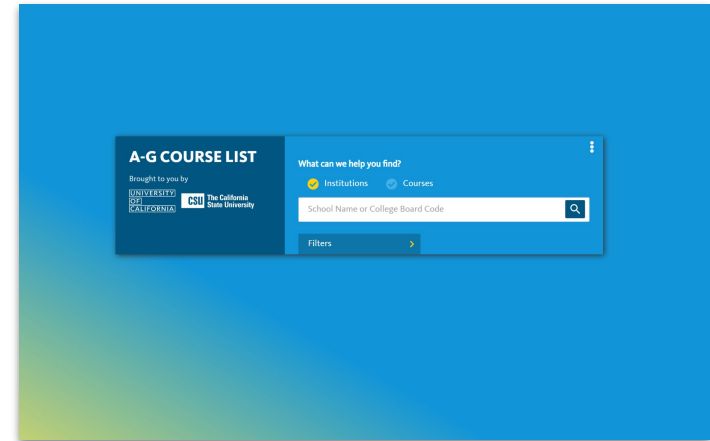 A-G COURSE LIST
Brought to you by
UNIVERSITY
OF
CALIFORNIA
CSU The California
State University
What can we help you find?
Institutions Courses
School Name or College Board Code
Filters